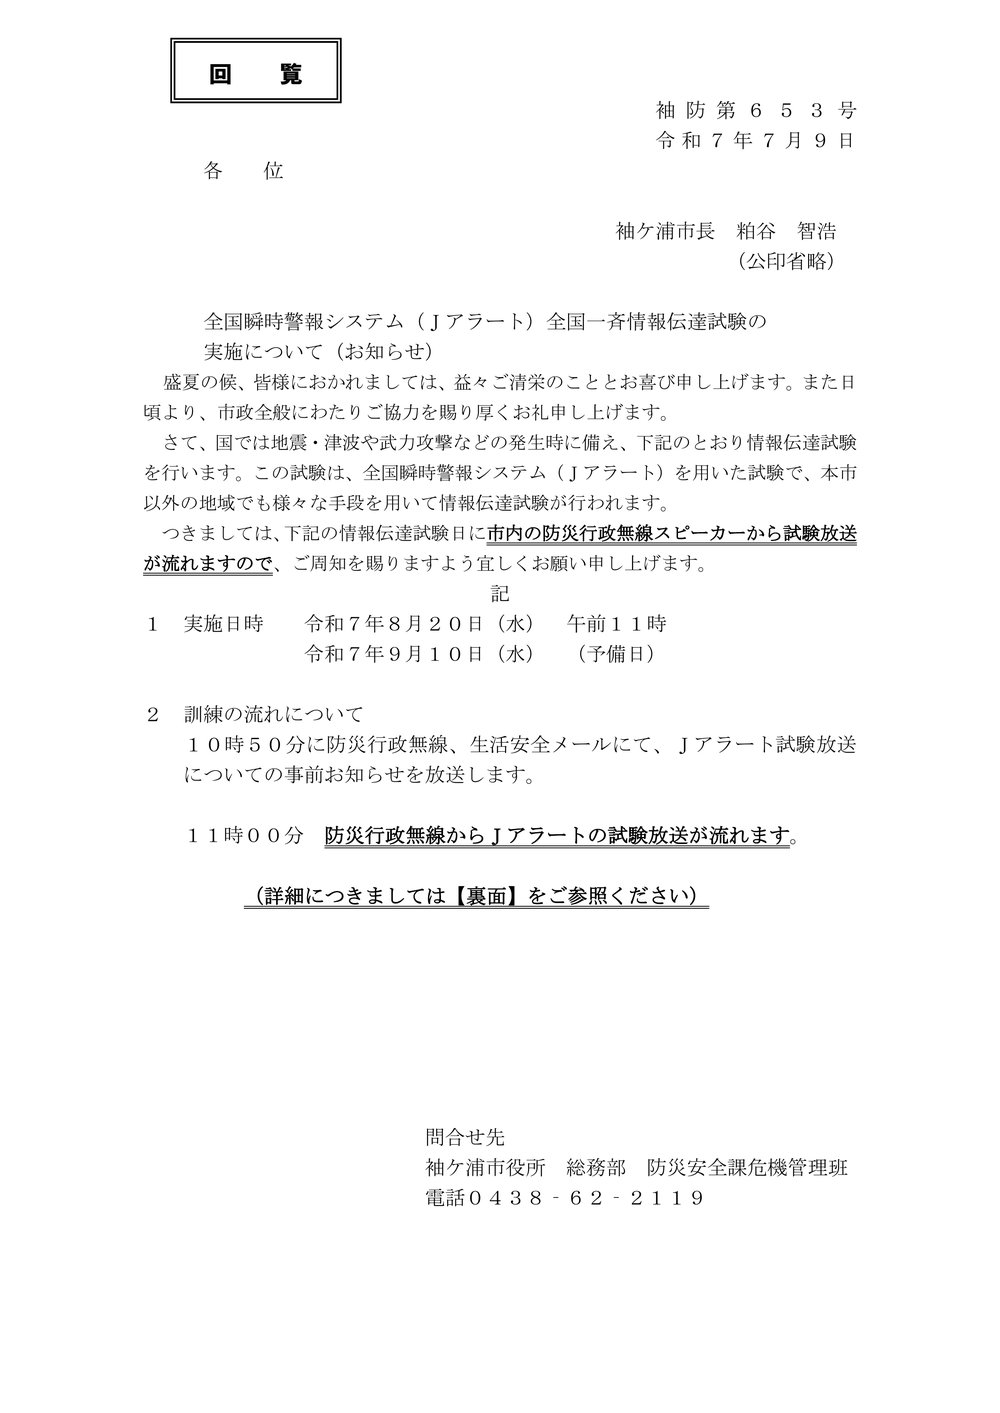 回　覧
袖防第６５３号
令和７年７月９日
各　位
袖ケ浦市長　粕谷　智浩
（公印省略）
全国瞬時警報システム（Ｊアラート）全国一斉情報伝達試験の
実施について（お知らせ）
盛夏の候、皆様におかれましては、益々ご清栄のこととお喜び申し上げます。また日
頃より、市政全般にわたりご協力を賜り厚くお礼申し上げます。
さて、国では地震・津波や武力攻撃などの発生時に備え、下記のとおり情報伝達試験
を行います。この試験は、全国瞬時警報システム（Ｊアラート）を用いた試験で、本市
以外の地域でも様々な手段を用いて情報伝達試験が行われます。
つきましては、下記の情報伝達試験日に市内の防災行政無線スピーカーから試験放送
が流れますので、ご周知を賜りますよう宜しくお願い申し上げます。
記
１　実施日時　　令和７年８月２０日（水）　午前１１時
令和７年９月１０日（水）　（予備日）
２　訓練の流れについて
１０時５０分に防災行政無線、生活安全メールにて、Ｊアラート試験放送
についての事前お知らせを放送します。
１１時００分　防災行政無線からＪアラートの試験放送が流れます。
（詳細につきましては【裏面】をご参照ください）
問合せ先
袖ケ浦市役所　総務部　防災安全課危機管理班
電話０４３８‐６２‐２１１９